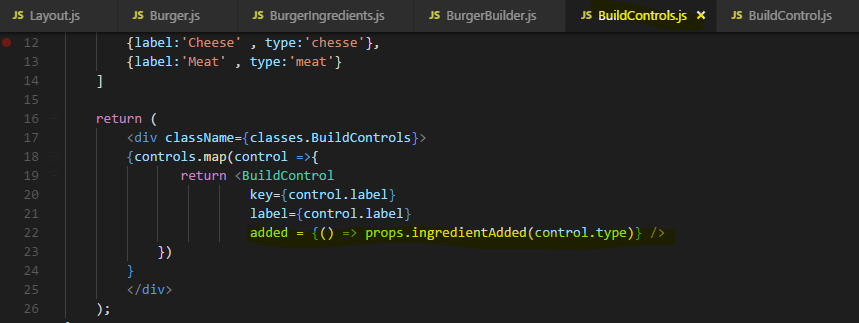 JS Layout.js JS Burger.js JS BurgerIngredients.js JS BurgerBuilder.js JS BuildControls.js × JS BuildControl.js
12 {label:'Cheese' , type:'chesse'},
13 {label:'Meat' , type:'meat'}
14 ]
15
16 return (
17 <div className={classes.BuildControls}>
18 {controls.map(control =>{
19 return <BuildControl
20 key={control.label}
21 label={control.label}
22 added = {() => props.ingredientAdded(control.type)} />
23 })
24 }
25 </div>
26 );